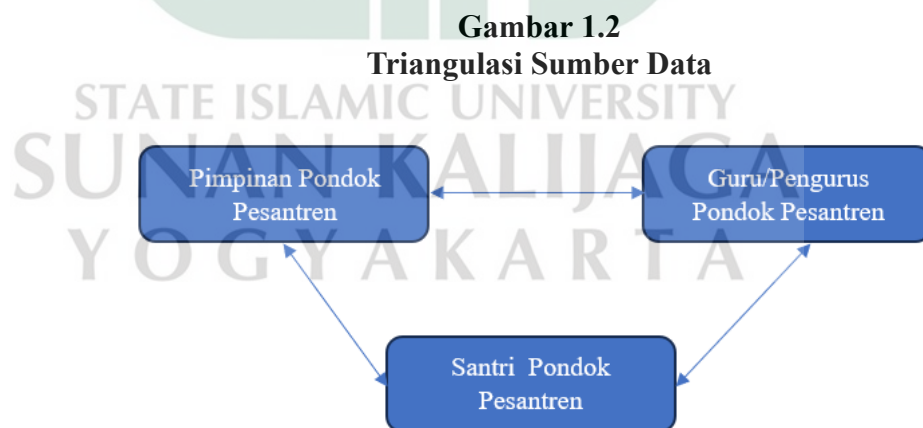 Gambar 1.2
Triangulasi Sumber Data
STATE ISLAMIC UNIVERSITY
SUNAN KALIJAGA
YOGYAKARTA
Pimpinan Pondok
Pesantren
Guru/Pengurus
Pondok Pesantren
Santri Pondok
Pesantren